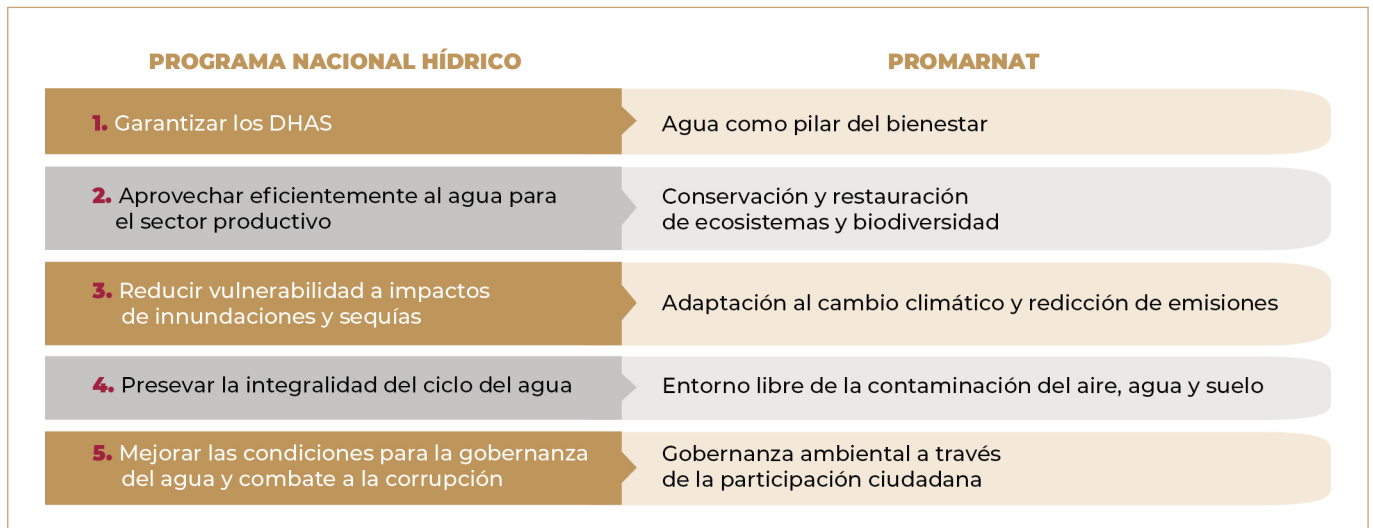 PROGRAMA NACIONAL HÍDRICO
PROMARNAT
1. Garantizar los DHAS
Agua como pilar del bienestar
2. Aprovechar eficientemente al agua para
el sector productivo
Conservación y restauración
de ecosistemas y biodiversidad
3. Reducir vulnerabilidad a impactos
de innundaciones y sequías
Adaptación al cambio climático y redicción de emisiones
4. Presevar la integralidad del ciclo del agua
Entorno libre de la contaminación del aire, agua y suelo
5. Mejorar las condiciones para la gobernanza
del agua y combate a la corrupción
Gobernanza ambiental a través
de la participación ciudadana